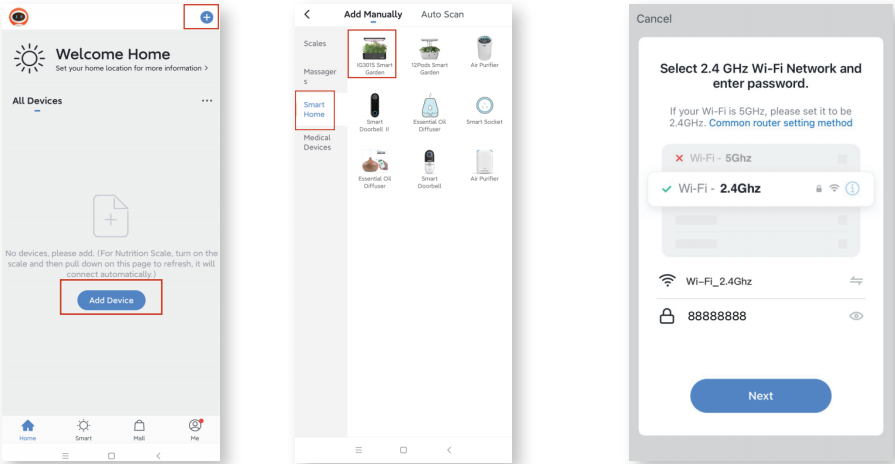 Welcome Home
Set your home location for more information >
All Devices
No devices, please add. (For Nutrition Scale, turn on the
scale and then pull down on this page to refresh, it will
connect automatically.)
Add Device
Home
Smart
Mall
Me
Add Manually
Auto Scan
Scales
Massager
s
Smart
Home
Medical
Devices
IG301S Smart
Garden
12Pods Smart
Garden
Air Purifier
Smart
Doorbell II
Essential Oil
Diffuser
Smart Socket
Essential Oil
Diffuser
Smart
Doorbell
Air Purifier
Cancel
Select 2.4 GHz Wi-Fi Network and
enter password.
If your Wi-Fi is 5GHz, please set it to be
2.4GHz. Common router setting method
Wi-Fi - 5Ghz
Wi-Fi - 2.4Ghz
Wi-Fi_2.4Ghz
88888888
Next